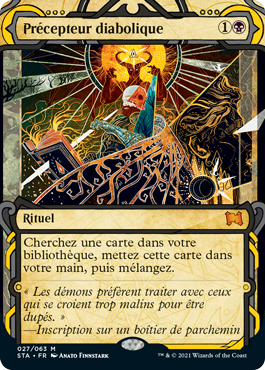 Précepteur diabolique 1
Rituel
Cherchez une carte dans votre
bibliothèque, mettez cette carte dans
votre main, puis mélangez.
« Les démons préfèrent traiter avec ceux
qui se croient trop malins pour être
dupés. »
—Inscription sur un boîtier de parchemin
027/063 M
STA • FR Anato Finnstark
™ & © 2021 Wizards of the Coast